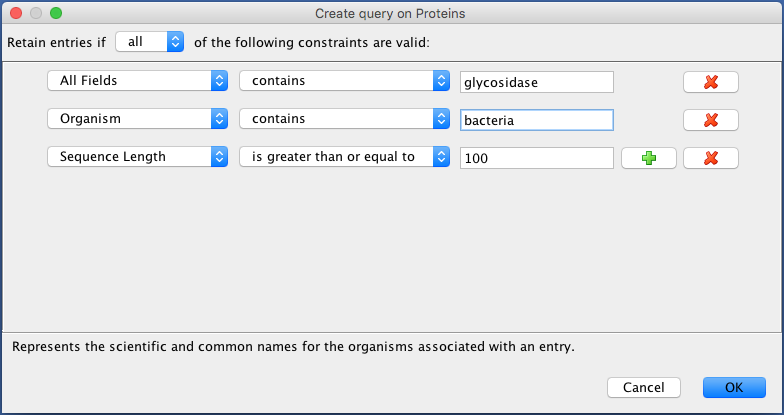 Create query on Proteins
Retain entries if all of the following constraints are valid:
All Fields contains glycosidase
Organism contains bacteria
Sequence Length is greater than or equal to 100
Represents the scientific and common names for the organisms associated with an entry.
Cancel OK